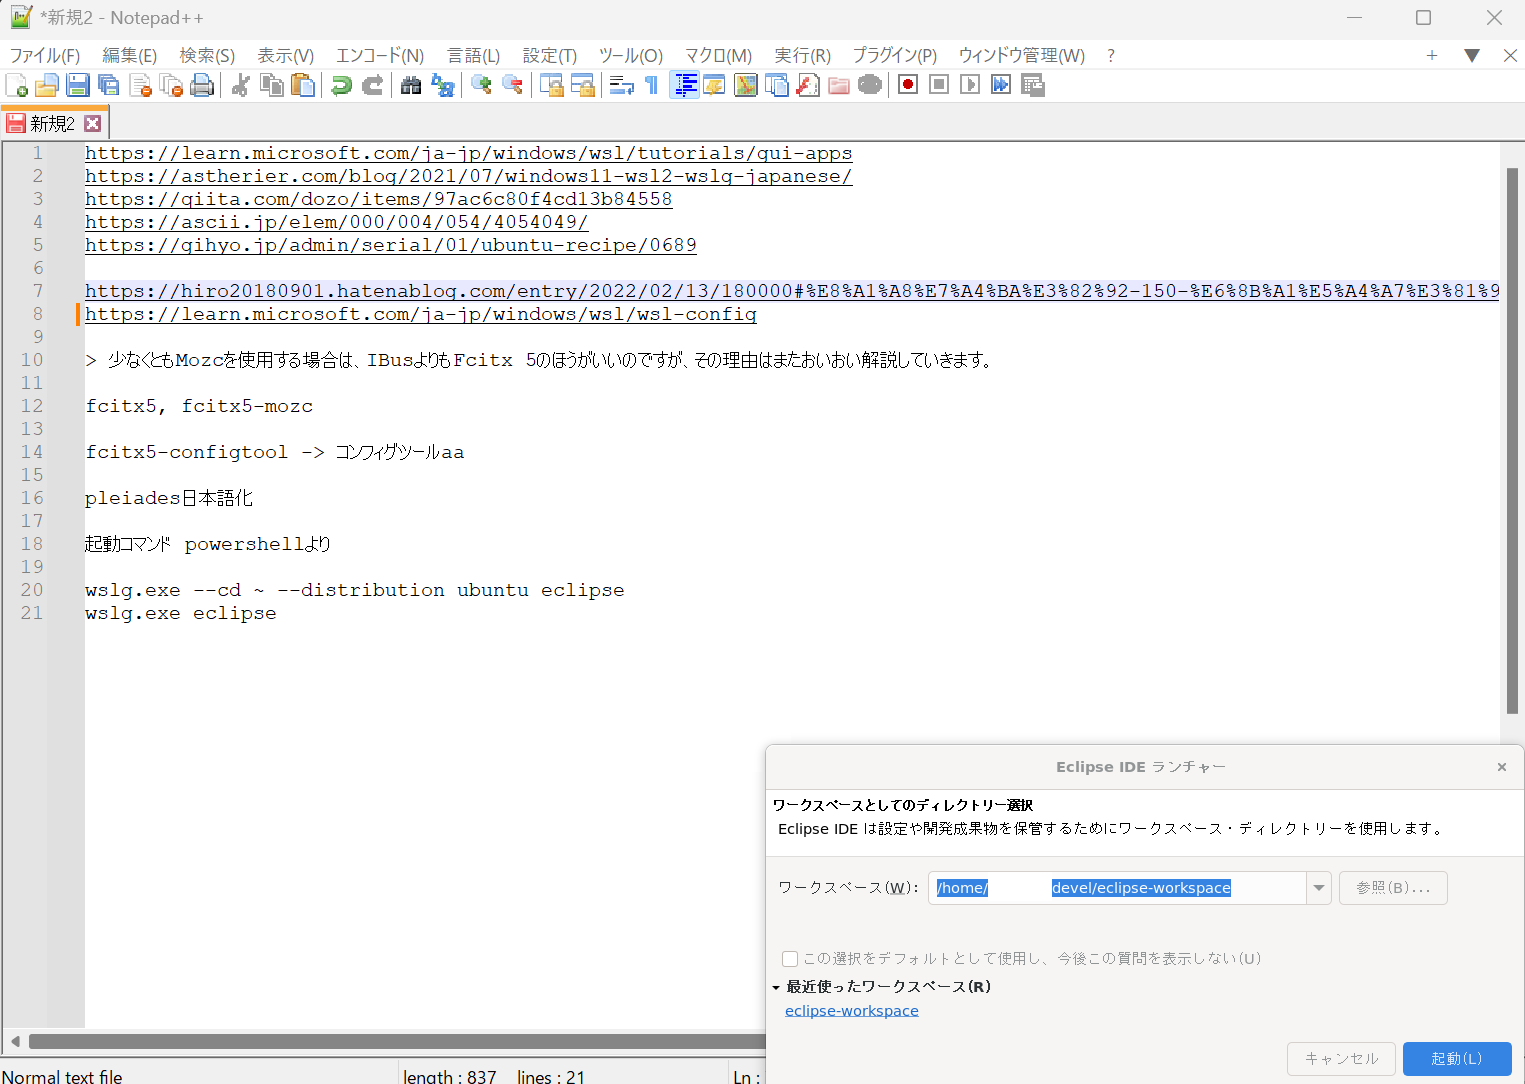 *新規2 - Notepad++
ファイル(F) 編集(E) 検索(S) 表示(V) エンコード(N) 言語(L) 設定(T) ツール(O) マクロ(M) 実行(R) プラグイン(P) ウィンドウ管理(W) ?
新規2
1 https://learn.microsoft.com/ja-jp/windows/wsl/tutorials/gui-apps
2 https://astherier.com/blog/2021/07/windows11-wsl2-wslg-japanese/
3 https://qiita.com/dozo/items/97ac6c80f4cd13b84558
4 https://ascii.jp/elem/000/004/054/4054049/
5 https://gihyo.jp/admin/serial/01/ubuntu-recipe/0689
6
7 https://hiro20180901.hatenablog.com/entry/2022/02/13/180000#%E8%A1%A8%E7%A4%BA%E3%82%92-150-%E6%8B%A1%E5%A4%A7%E3%81%9
8 https://learn.microsoft.com/ja-jp/windows/wsl/wsl-config
9
10 > 少なくともMozcを使用する場合は、IBusよりもFcitx 5のほうがいいのですが、その理由はまたおいおい解説していきます。
11
12 fcitx5, fcitx5-mozc
13
14 fcitx5-configtool -> コンフィグツールaa
15
16 pleiades日本語化
17
18 起動コマンド powershellより
19
20 wslg.exe --cd ~ --distribution ubuntu eclipse
21 wslg.exe eclipse
Eclipse IDE ランチャー
ワークスペースとしてのディレクトリー選択
Eclipse IDE は設定や開発成果物を保管するためにワークスペース・ディレクトリーを使用します。
ワークスペース(W): /home/ devel/eclipse-workspace 参照(B)...
この選択をデフォルトとして使用し、今後この質問を表示しない(U)
最近使ったワークスペース(R)
eclipse-workspace
キャンセル 起動(L)
Normal text file length : 837 lines : 21 Ln :